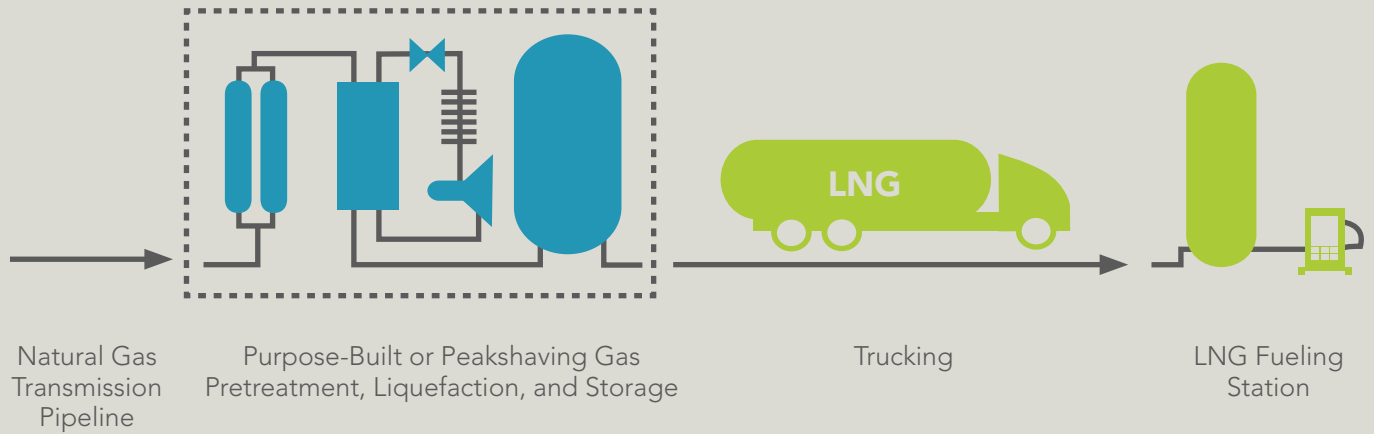 LNG
Natural Gas
Transmission
Pipeline
Purpose-Built or Peakshaving Gas
Pretreatment, Liquefaction, and Storage
Trucking
LNG Fueling
Station